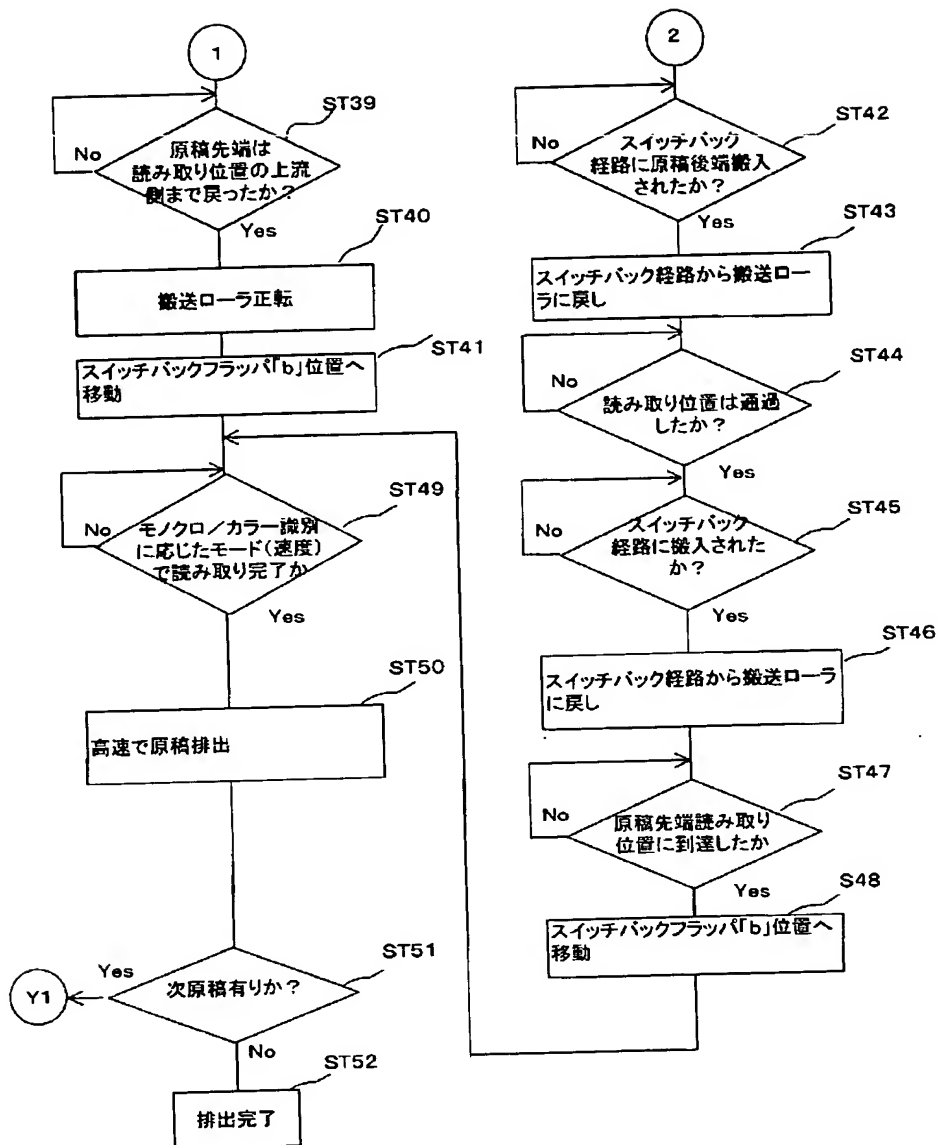 1
ST39
No
原稿先端は
読み取り位置の上流
側まで戻ったか？
Yes
ST40
搬送ローラ正転
ST41
スイッチバックフラッパ「b」位置へ
移動
ST49
No
モノクロ／カラー識別
に応じたモード（速度）
で読み取り完了か
Yes
ST50
高速で原稿排出
ST51
Yes
Y1
次原稿有りか？
No
ST52
排出完了
2
ST42
スイッチバック
No
経路に原稿後端搬入
されたか？
Yes
ST43
スイッチバック経路から搬送ロー
ラに戻し
ST44
No
読み取り位置は通過
したか？
Yes
ST45
No
スイッチバック
経路に搬入された
か？
Yes
ST46
スイッチバック経路から搬送ローラ
に戻し
ST47
No
原稿先端読み取り
位置に到達したか
Yes
S48
スイッチバックフラッパ「b」位置へ
移動